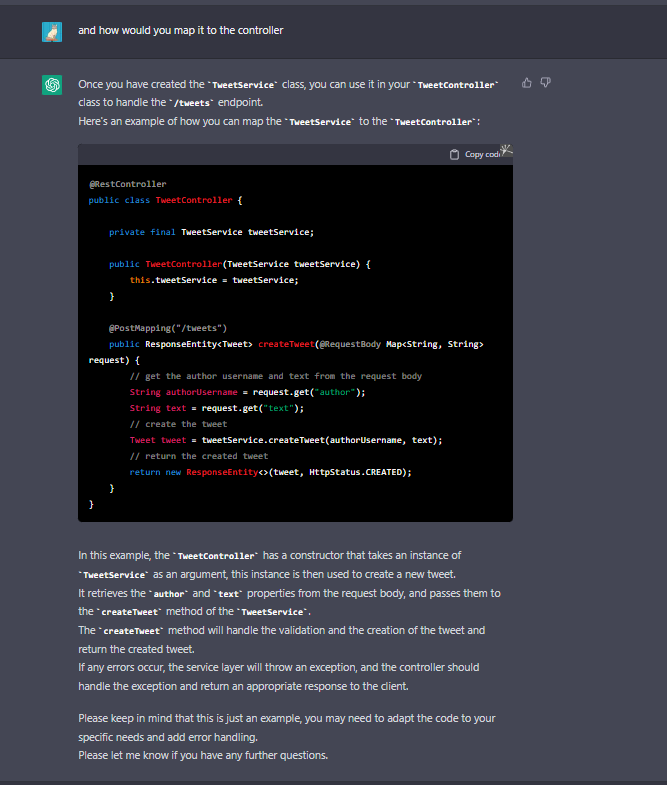 and how would you map it to the controller
Once you have created the `TweetService` class, you can use it in your `TweetController`
class to handle the `/tweets` endpoint.
Here's an example of how you can map the `TweetService` to the `TweetController`:
Copy code
@RestController
public class TweetController {
private final TweetService tweetService;
public TweetController(TweetService tweetService) {
this.tweetService = tweetService;
}
@PostMapping("/tweets")
public ResponseEntity<Tweet> createTweet(@RequestBody Map<String, String>
request) {
// get the author username and text from the request body
String authorUsername = request.get("author");
String text = request.get("text");
// create the tweet
Tweet tweet = tweetService.createTweet(authorUsername, text);
// return the created tweet
return new ResponseEntity<>(tweet, HttpStatus.CREATED);
}
}
In this example, the `TweetController` has a constructor that takes an instance of
`TweetService` as an argument, this instance is then used to create a new tweet.
It retrieves the `author` and `text` properties from the request body, and passes them to
the `createTweet` method of the `TweetService`.
The `createTweet` method will handle the validation and the creation of the tweet and
return the created tweet.
If any errors occur, the service layer will throw an exception, and the controller should
handle the exception and return an appropriate response to the client.
Please keep in mind that this is just an example, you may need to adapt the code to your
specific needs and add error handling.
Please let me know if you have any further questions.